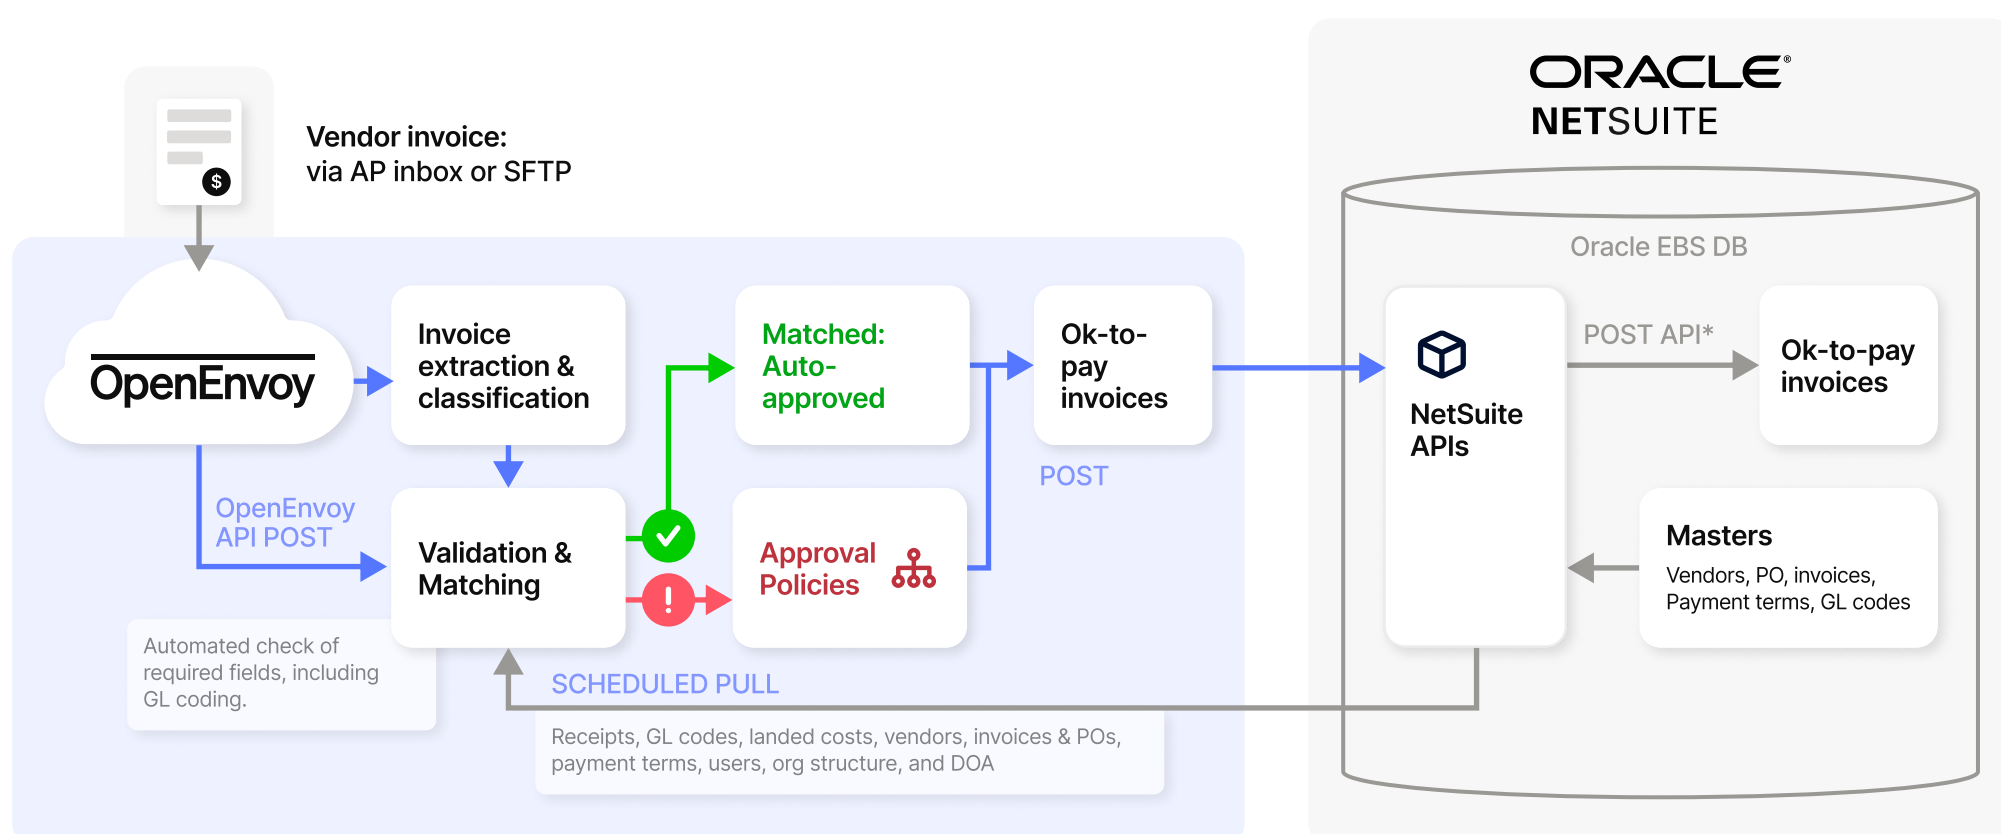 ORACLE®
NETSUITE
$
Vendor invoice:
via AP inbox or SFTP
Oracle EBS DB
OpenEnvoy
Invoice
extraction &
classification
Matched:
Auto-
approved
Ok-to-
pay
invoices
POST
NetSuite
APIs
POST API*
Ok-to-pay
invoices
OpenEnvoy
API POST
Validation &
Matching
!
Approval
Policies
Masters
Vendors, PO, invoices,
Payment terms, GL codes
Automated check of
required fields, including
GL coding.
SCHEDULED PULL
Receipts, GL codes, landed costs, vendors, invoices & POs,
payment terms, users, org structure, and DOA